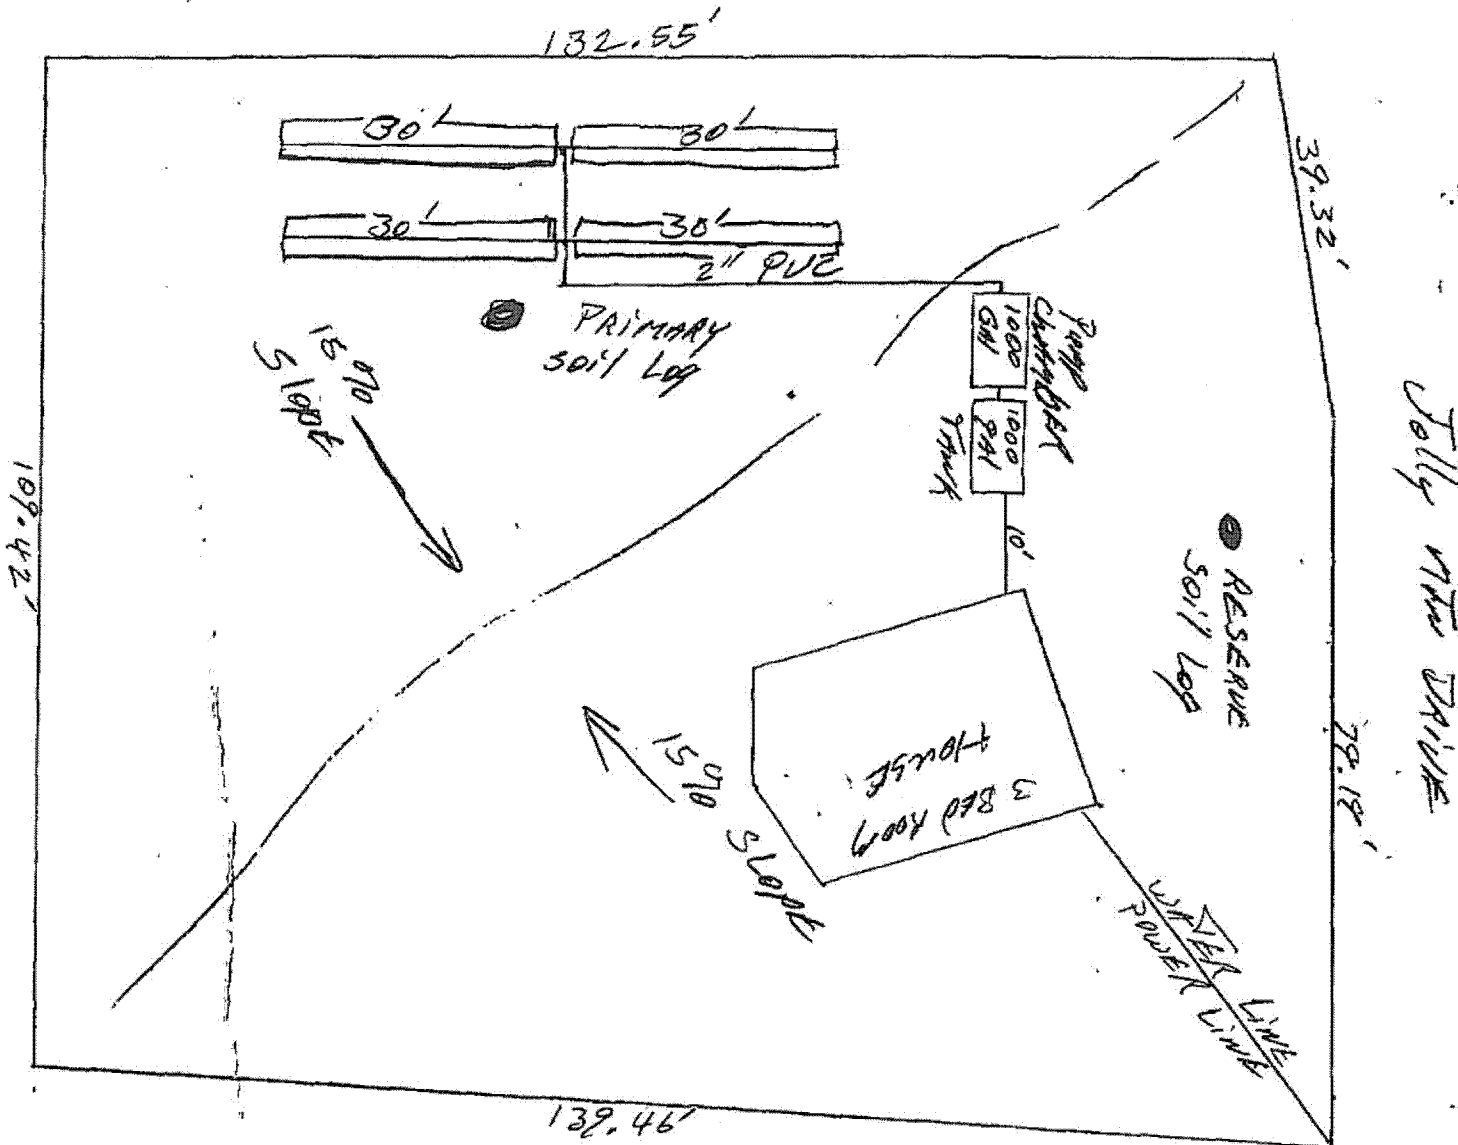 132.55'
30'
30'
39.32'
30'
30'
2" PVC
PRIMARY
SOIL LOG
15 %
Slope
PUMP
CHAMBER
1000
GAL
1000
GAL
TANK
10'
RESERVE
SOIL LOG
109.42'
15 % SLOPE
3 BED ROOM
HOUSE
WATER LINE
POWER LINE
Jolly
DRIVE
139.46'